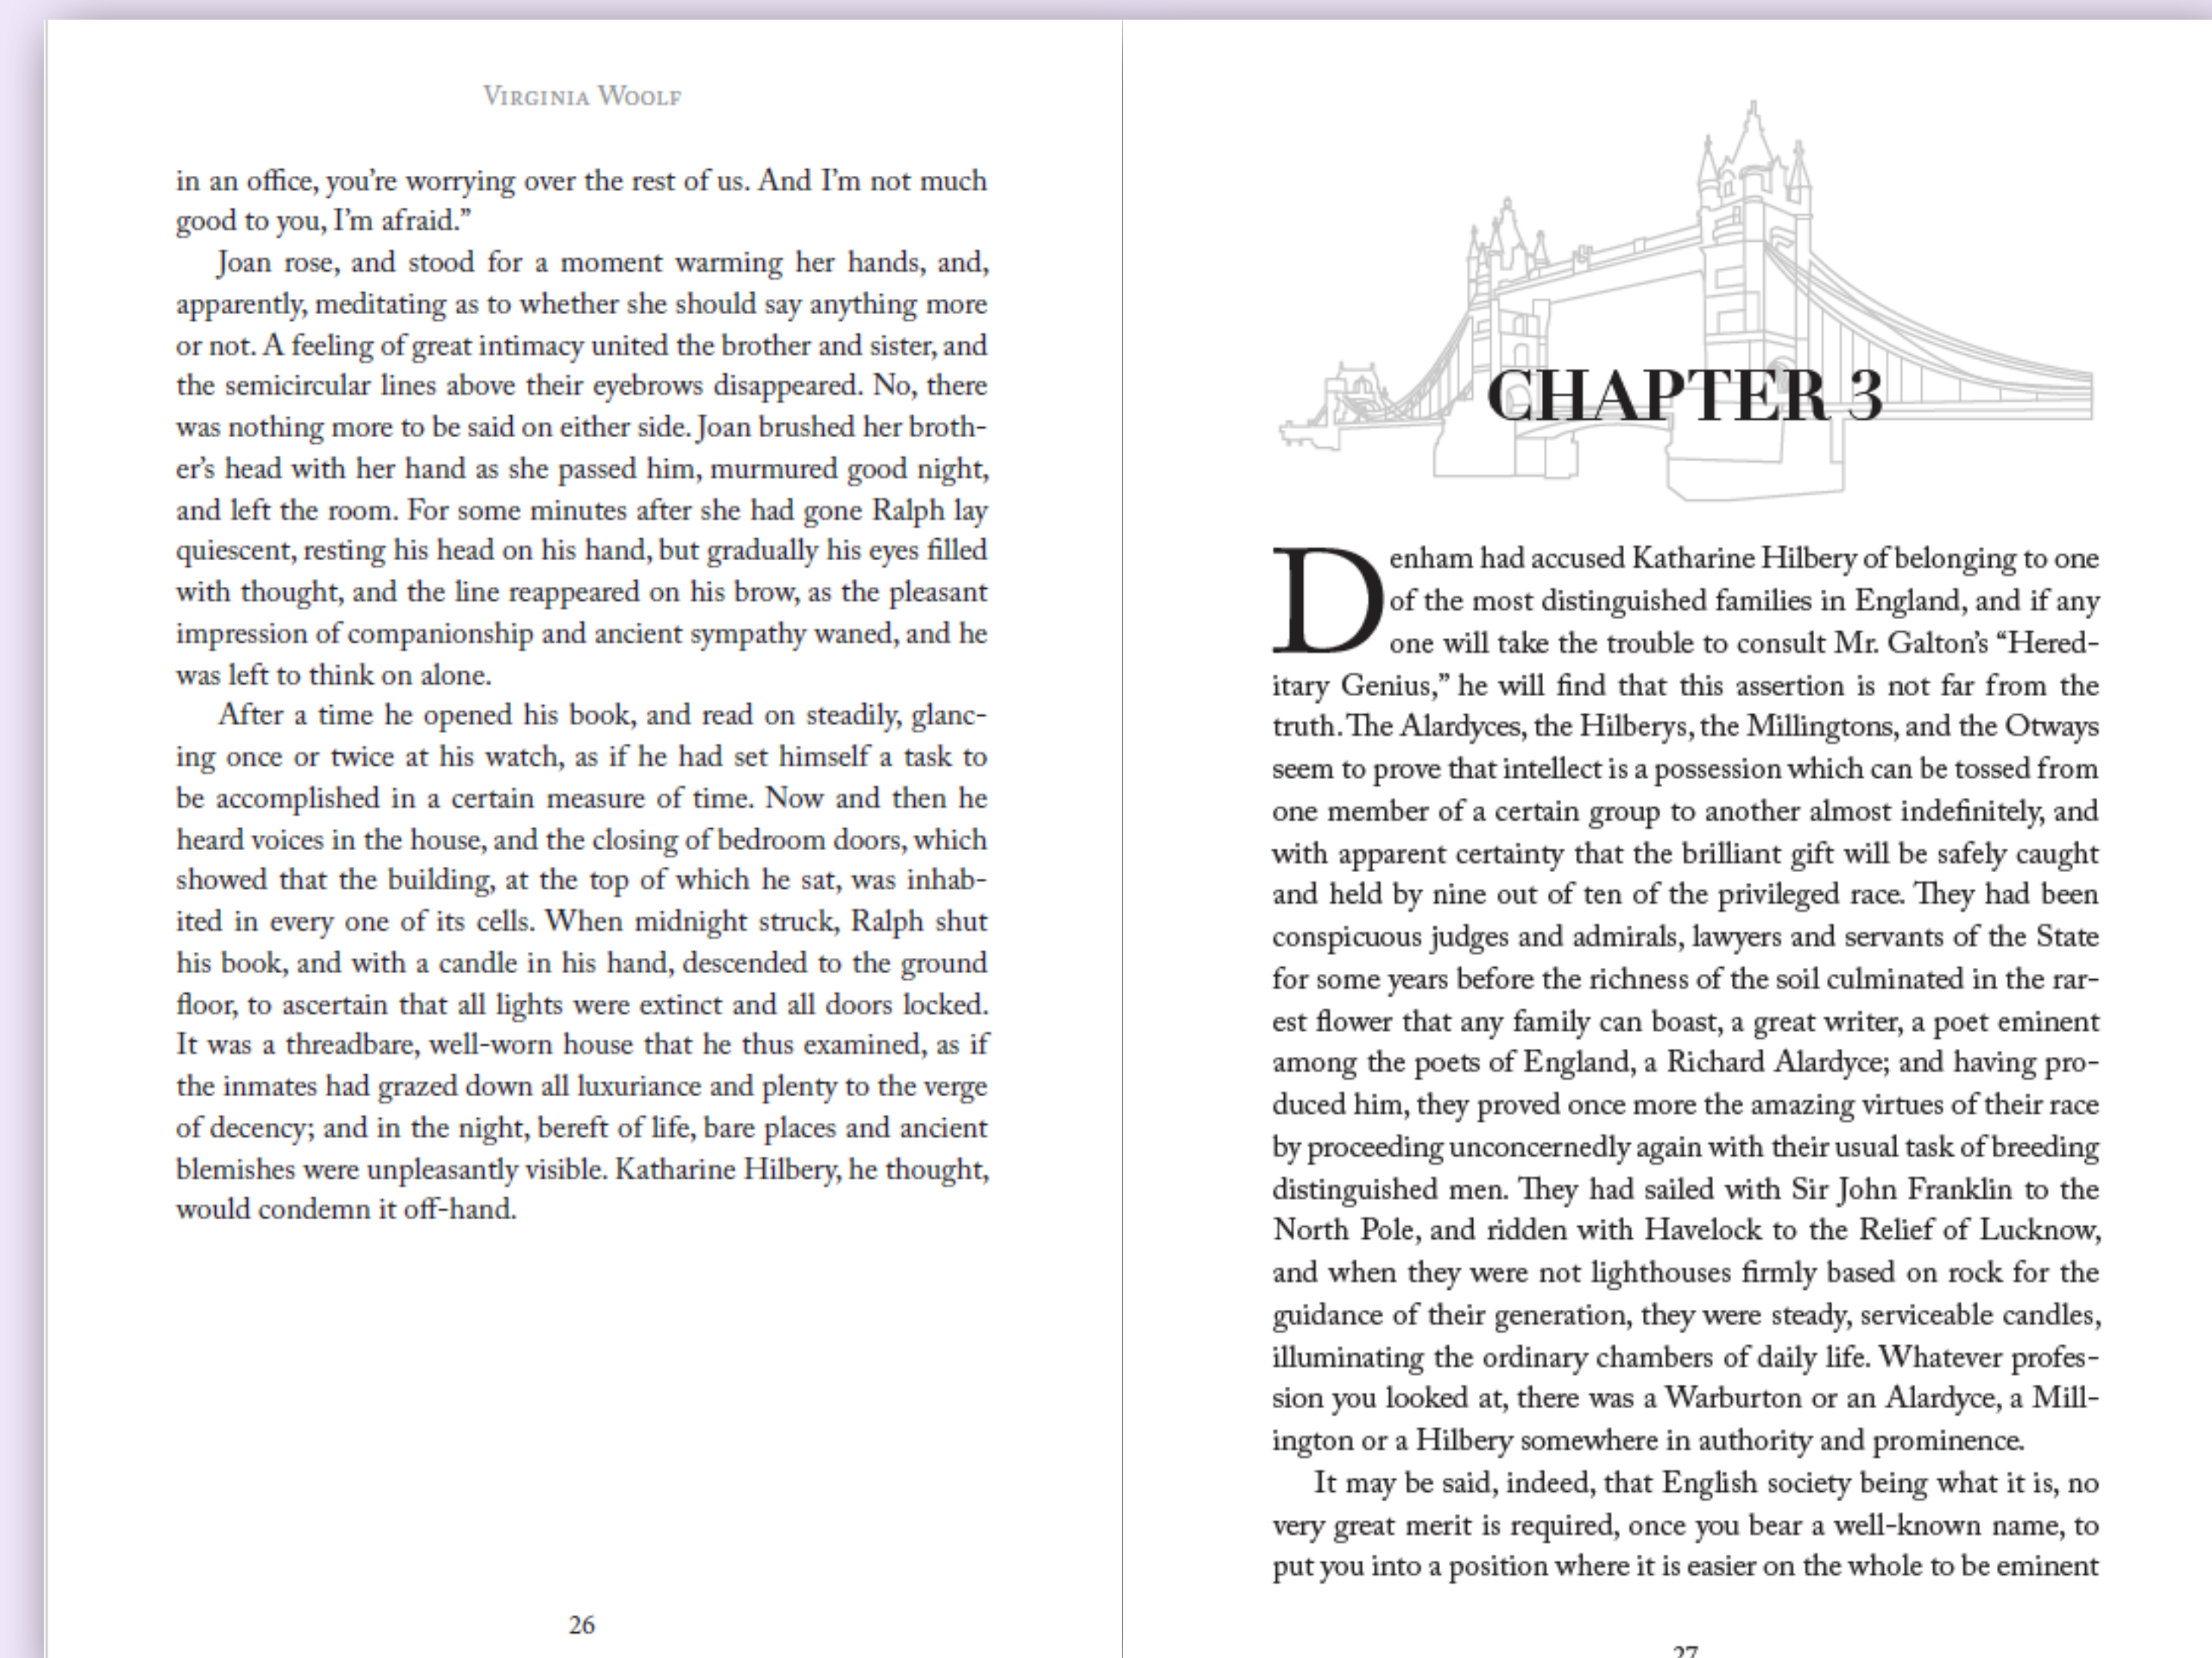 VIRGINIA WOOLF
in an office, you’re worrying over the rest of us. And I’m not much
good to you, I’m afraid.”
Joan rose, and stood for a moment warming her hands, and,
apparently, meditating as to whether she should say anything more
or not. A feeling of great intimacy united the brother and sister, and
the semicircular lines above their eyebrows disappeared. No, there
was nothing more to be said on either side. Joan brushed her broth-
er’s head with her hand as she passed him, murmured good night,
and left the room. For some minutes after she had gone Ralph lay
quiescent, resting his head on his hand, but gradually his eyes filled
with thought, and the line reappeared on his brow, as the pleasant
impression of companionship and ancient sympathy waned, and he
was left to think on alone.
After a time he opened his book, and read on steadily, glanc-
ing once or twice at his watch, as if he had set himself a task to
be accomplished in a certain measure of time. Now and then he
heard voices in the house, and the closing of bedroom doors, which
showed that the building, at the top of which he sat, was inhab-
ited in every one of its cells. When midnight struck, Ralph shut
his book, and with a candle in his hand, descended to the ground
floor, to ascertain that all lights were extinct and all doors locked.
It was a threadbare, well-worn house that he thus examined, as if
the inmates had grazed down all luxuriance and plenty to the verge
of decency; and in the night, bereft of life, bare places and ancient
blemishes were unpleasantly visible. Katharine Hilbery, he thought,
would condemn it off-hand.
26
CHAPTER 3
Denham had accused Katharine Hilbery of belonging to one
of the most distinguished families in England, and if any
one will take the trouble to consult Mr. Galton’s “Hered-
itary Genius,” he will find that this assertion is not far from the
truth. The Alardyces, the Hilberys, the Millingtons, and the Otways
seem to prove that intellect is a possession which can be tossed from
one member of a certain group to another almost indefinitely, and
with apparent certainty that the brilliant gift will be safely caught
and held by nine out of ten of the privileged race. They had been
conspicuous judges and admirals, lawyers and servants of the State
for some years before the richness of the soil culminated in the rar-
est flower that any family can boast, a great writer, a poet eminent
among the poets of England, a Richard Alardyce; and having pro-
duced him, they proved once more the amazing virtues of their race
by proceeding unconcernedly again with their usual task of breeding
distinguished men. They had sailed with Sir John Franklin to the
North Pole, and ridden with Havelock to the Relief of Lucknow,
and when they were not lighthouses firmly based on rock for the
guidance of their generation, they were steady, serviceable candles,
illuminating the ordinary chambers of daily life. Whatever profes-
sion you looked at, there was a Warburton or an Alardyce, a Mill-
ington or a Hilbery somewhere in authority and prominence.
It may be said, indeed, that English society being what it is, no
very great merit is required, once you bear a well-known name, to
put you into a position where it is easier on the whole to be eminent
27